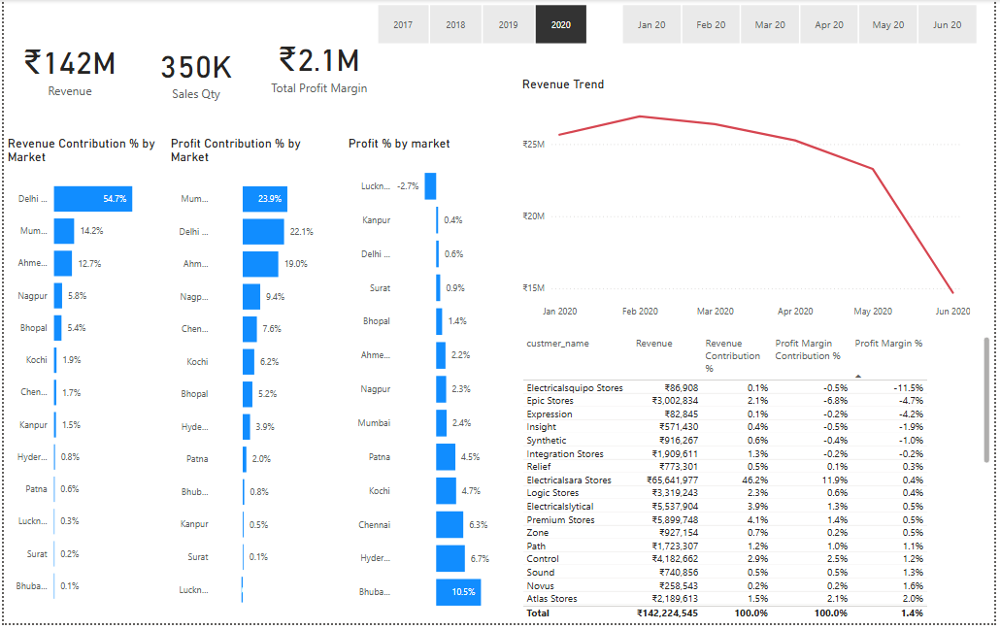 2017 2018 2019 2020 Jan 20 Feb 20 Mar 20 Apr 20 May 20 Jun 20
₹142M 350K ₹2.1M
Revenue Sales Qty Total Profit Margin
Revenue Contribution % by
Market
Delhi ... 54.7%
Mum... 14.2%
Ahme... 12.7%
Nagpur 5.8%
Bhopal 5.4%
Kochi 1.9%
Chen... 1.7%
Kanpur 1.5%
Hyder... 0.8%
Patna 0.6%
Luckn... 0.3%
Surat 0.2%
Bhuba... 0.1%
Profit Contribution % by
Market
Mum... 23.9%
Delhi ... 22.1%
Ahm... 19.0%
Nagp... 9.4%
Chen... 7.6%
Kochi 6.2%
Bhopal 5.2%
Hyde... 3.9%
Patna 2.0%
Bhub... 0.8%
Kanpur 0.5%
Surat 0.1%
Luckn...
Profit % by market
Luckn... -2.7%
Kanpur 0.4%
Delhi ... 0.6%
Surat 0.9%
Bhopal 1.4%
Ahme... 2.2%
Nagpur 2.3%
Mumbai 2.4%
Patna 4.5%
Kochi 4.7%
Chennai 6.3%
Hyder... 6.7%
Bhuba... 10.5%
Revenue Trend
₹25M
₹20M
₹15M
Jan 2020 Feb 2020 Mar 2020 Apr 2020 May 2020 Jun 2020
custmer_name Revenue Revenue Profit Margin Profit Margin %
Contribution Contribution %
%
Electricalsquipo Stores ₹86,908 0.1% -0.5% -11.5%
Epic Stores ₹3,002,834 2.1% -6.8% -4.7%
Expression ₹82,845 0.1% -0.2% -4.2%
Insight ₹571,430 0.4% -0.5% -1.9%
Synthetic ₹916,267 0.6% -0.4% -1.0%
Integration Stores ₹1,909,611 1.3% -0.2% -0.2%
Relief ₹773,301 0.5% 0.1% 0.3%
Electricalsara Stores ₹65,641,977 46.2% 11.9% 0.4%
Logic Stores ₹3,319,243 2.3% 0.6% 0.4%
Electricalslytical ₹5,537,904 3.9% 1.3% 0.5%
Premium Stores ₹5,899,748 4.1% 1.4% 0.5%
Zone ₹927,154 0.7% 0.2% 0.5%
Path ₹1,723,307 1.2% 1.0% 1.1%
Control ₹4,182,662 2.9% 2.5% 1.2%
Sound ₹740,856 0.5% 0.5% 1.3%
Novus ₹258,543 0.2% 0.2% 1.6%
Atlas Stores ₹2,189,613 1.5% 2.1% 2.0%
Total ₹142,224,545 100.0% 100.0% 1.4%